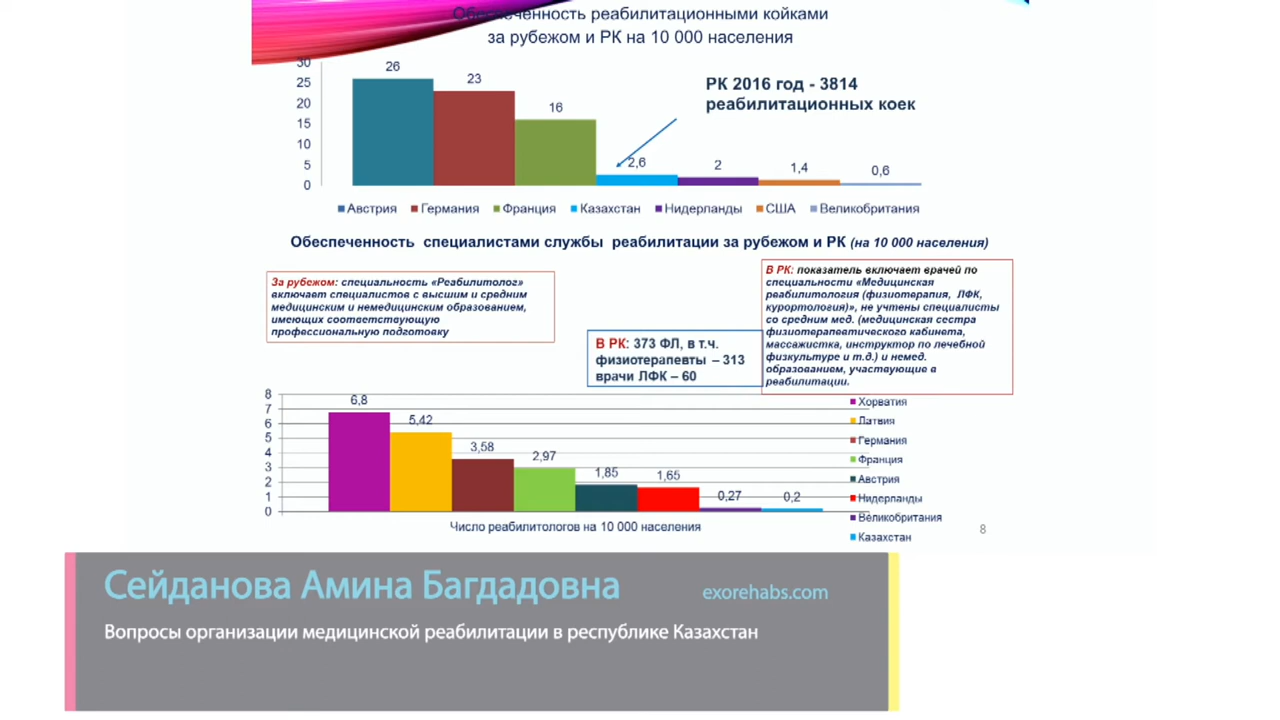 Обеспеченность реабилитационными койками
за рубежом и РК на 10 000 населения
30
25
20
15
10
5
0
26
23
16
2,6
2
1,4
0,6
РК 2016 год - 3814
реабилитационных коек
Австрия Германия Франция Казахстан Нидерланды США Великобритания
Обеспеченность специалистами службы реабилитации за рубежом и РК (на 10 000 населения)
За рубежом: специальность «Реабилитолог»
включает специалистов с высшим и средним
медицинским и немедицинским образованием,
имеющих соответствующую
профессиональную подготовку
В РК: 373 ФЛ, в т.ч.
физиотерапевты – 313
врачи ЛФК – 60
В РК: показатель включает врачей по
специальности «Медицинская
реабилитология (физиотерапия, ЛФК,
курортология)», не учтены специалисты
со средним мед. (медицинская сестра
физиотерапевтического кабинета,
массажистка, инструктор по лечебной
физкультуре и т.д.) и немед.
образованием, участвующие в
реабилитации.
8
7
6
5
4
3
2
1
0
6,8
5,42
3,58
2,97
1,85
1,65
0,27
0,2
Число реабилитологов на 10 000 населения
Хорватия
Латвия
Германия
Франция
Австрия
Нидерланды
Великобритания
Казахстан
8
Сейданова Амина Багдадовна
exorehabs.com
Вопросы организации медицинской реабилитации в республике Казахстан